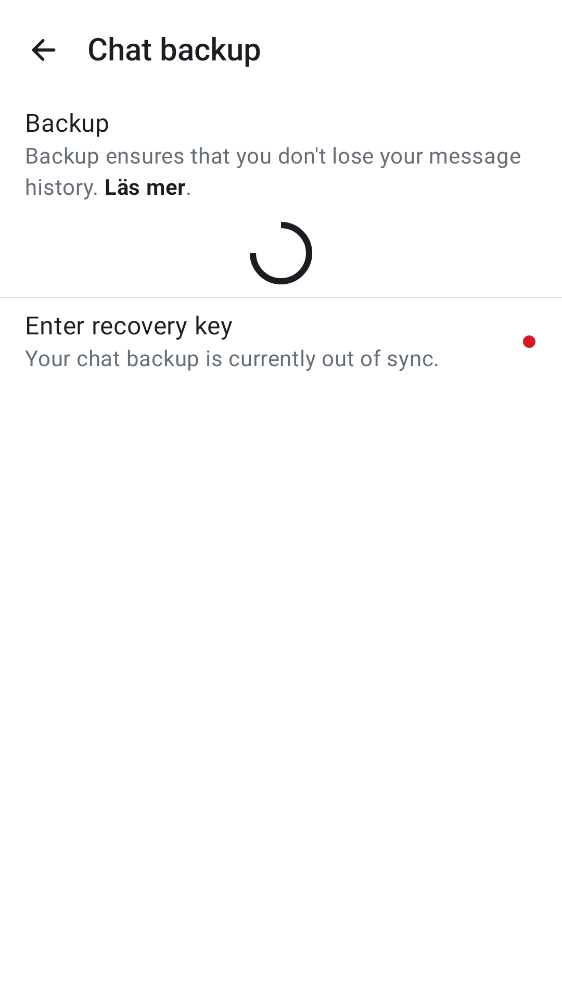 Chat backup
Backup
Backup ensures that you don't lose your message
history. Läs mer.
Enter recovery key
Your chat backup is currently out of sync.